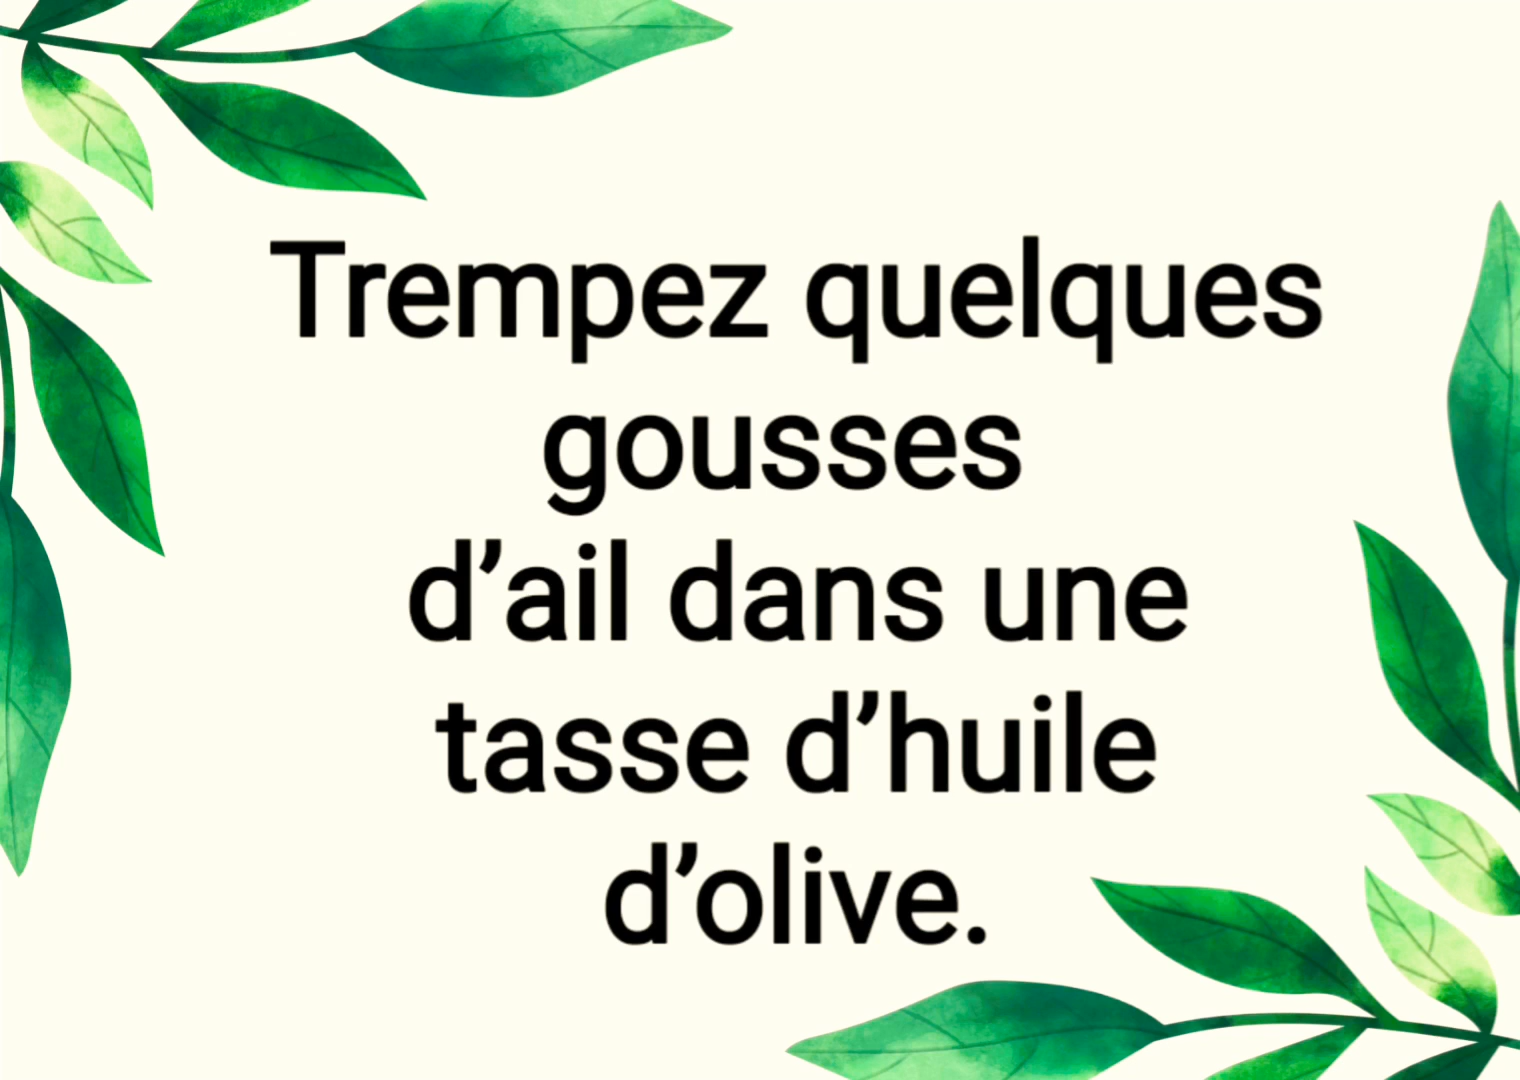 Trempez quelques
gousses
d’ail dans une
tasse d’huile
d’olive.